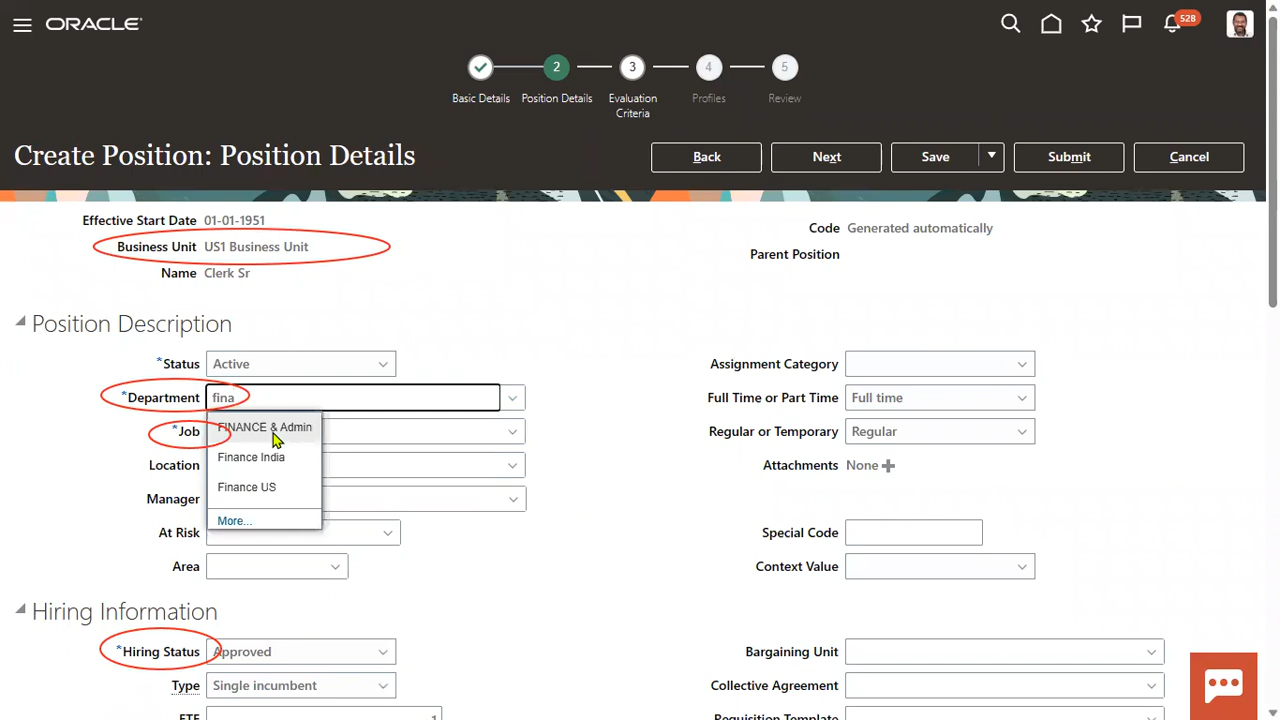 ORACLE
528
2
3
4
5
Basic Details
Position Details
Evaluation
Criteria
Profiles
Review
Create Position: Position Details
Back
Next
Save
Submit
Cancel
Effective Start Date 01-01-1951
Business Unit US1 Business Unit
Name Clerk Sr
Code Generated automatically
Parent Position
Position Description
*Status Active
*Department fina
FINANCE & Admin
Finance India
Finance US
More...
*Job
Location
Manager
At Risk
Area
Assignment Category
Full Time or Part Time Full time
Regular or Temporary Regular
Attachments None
Special Code
Context Value
Hiring Information
*Hiring Status Approved
Type Single incumbent
FTE 1
Bargaining Unit
Collective Agreement
Requisition Template